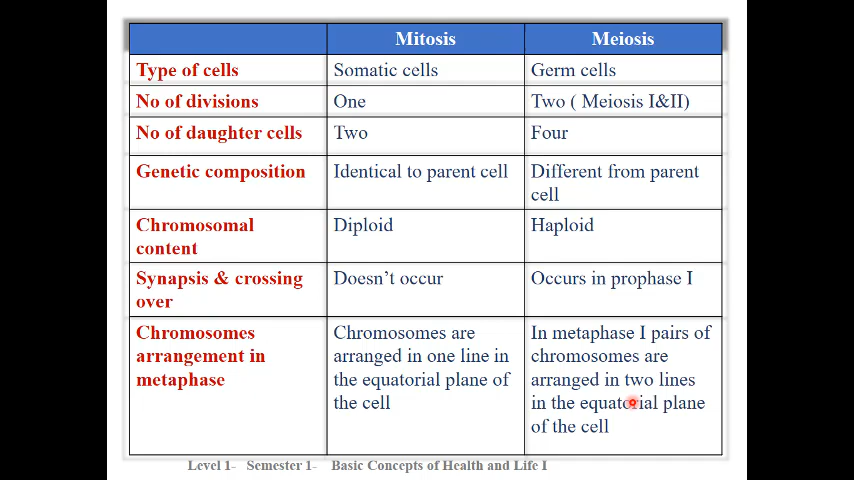 Mitosis Meiosis
Type of cells Somatic cells Germ cells
No of divisions One Two ( Meiosis I&II)
No of daughter cells Two Four
Genetic composition Identical to parent cell Different from parent
cell
Chromosomal Diploid Haploid
content
Synapsis & crossing Doesn't occur Occurs in prophase I
over
Chromosomes Chromosomes are In metaphase I pairs of
arrangement in arranged in one line in chromosomes are
metaphase the equatorial plane of arranged in two lines
the cell in the equatorial plane
of the cell
Level 1- Semester 1- Basic Concepts of Health and Life I